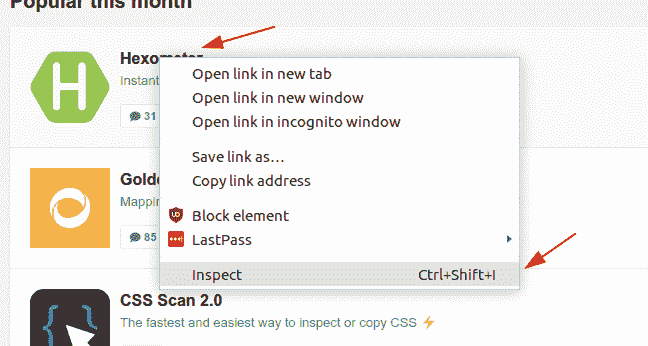 Popular this month
Hexometer
Instant
31
Open link in new tab
Open link in new window
Open link in incognito window
Save link as…
Copy link address
Block element
LastPass
Inspect Ctrl+Shift+I
Golde
Mappin
85
CSS Scan 2.0
The fastest and easiest way to inspect or copy CSS ⚡